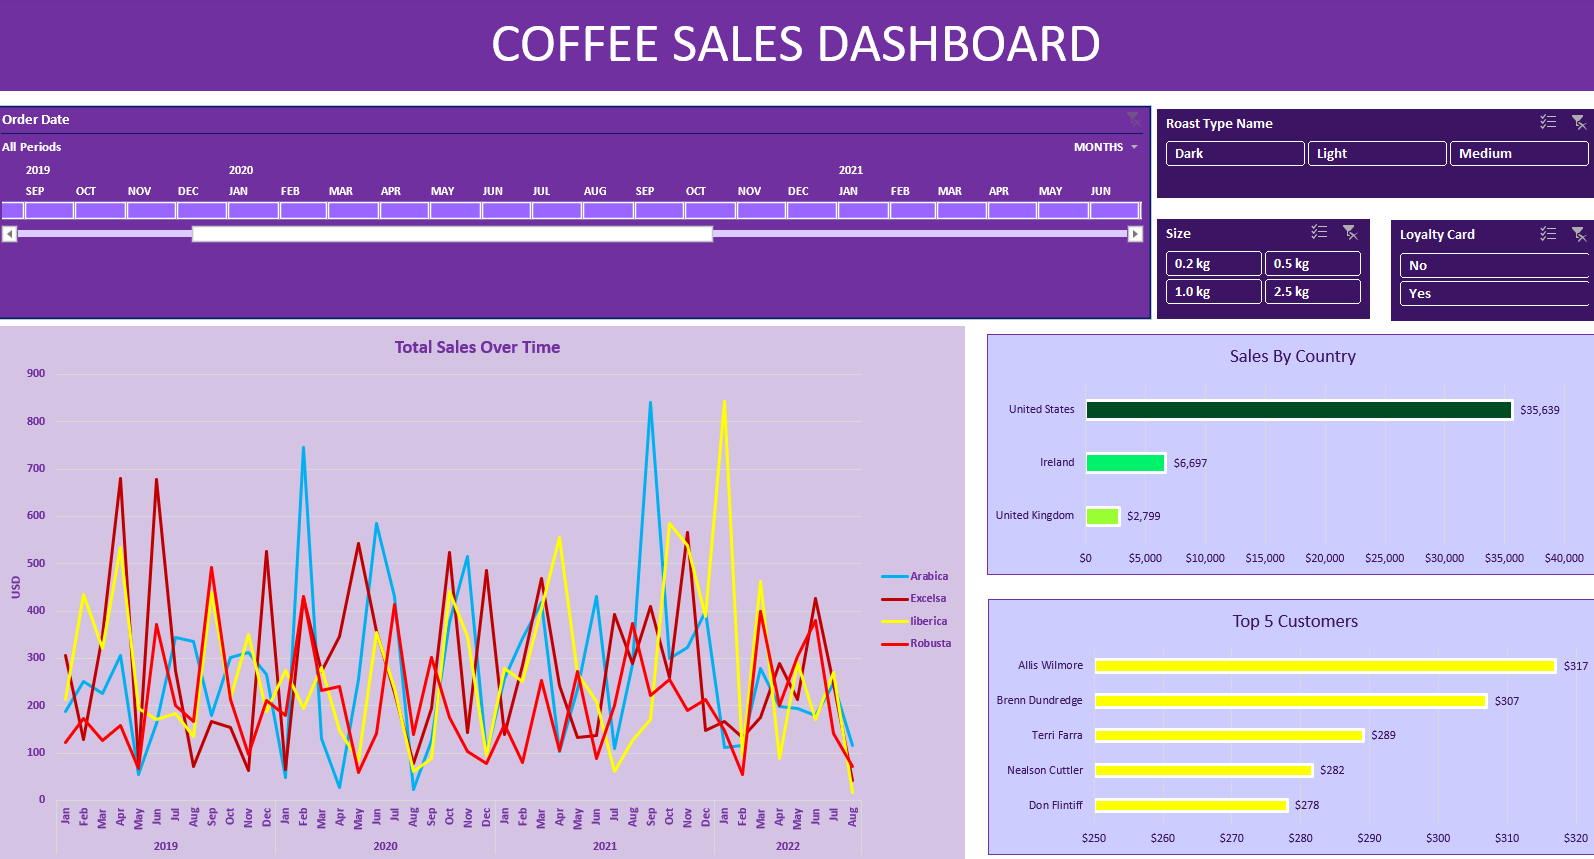 COFFEE SALES DASHBOARD
Order Date
All Periods
MONTHS
2019 2020 2021
SEP OCT NOV DEC JAN FEB MAR APR MAY JUN JUL AUG SEP OCT NOV DEC JAN FEB MAR APR MAY JUN
Roast Type Name
Dark Light Medium
Size
0.2 kg 0.5 kg
1.0 kg 2.5 kg
Loyalty Card
No
Yes
Total Sales Over Time
900
800
700
600
500
400
300
200
100
0
USD
Jan Feb Mar Apr May Jun Jul Aug Sep Oct Nov Dec Jan Feb Mar Apr May Jun Jul Aug Sep Oct Nov Dec Jan Feb Mar Apr May Jun Jul Aug Sep Oct Nov Dec Jan Feb Mar Apr May Jun Jul Aug
2019 2020 2021 2022
Arabica
Excelsa
liberica
Robusta
Sales By Country
United States $35,639
Ireland $6,697
United Kingdom $2,799
$0 $5,000 $10,000 $15,000 $20,000 $25,000 $30,000 $35,000 $40,000
Top 5 Customers
Allis Wilmore $317
Brenn Dundredge $307
Terri Farra $289
Nealson Cuttler $282
Don Flintiff $278
$250 $260 $270 $280 $290 $300 $310 $320